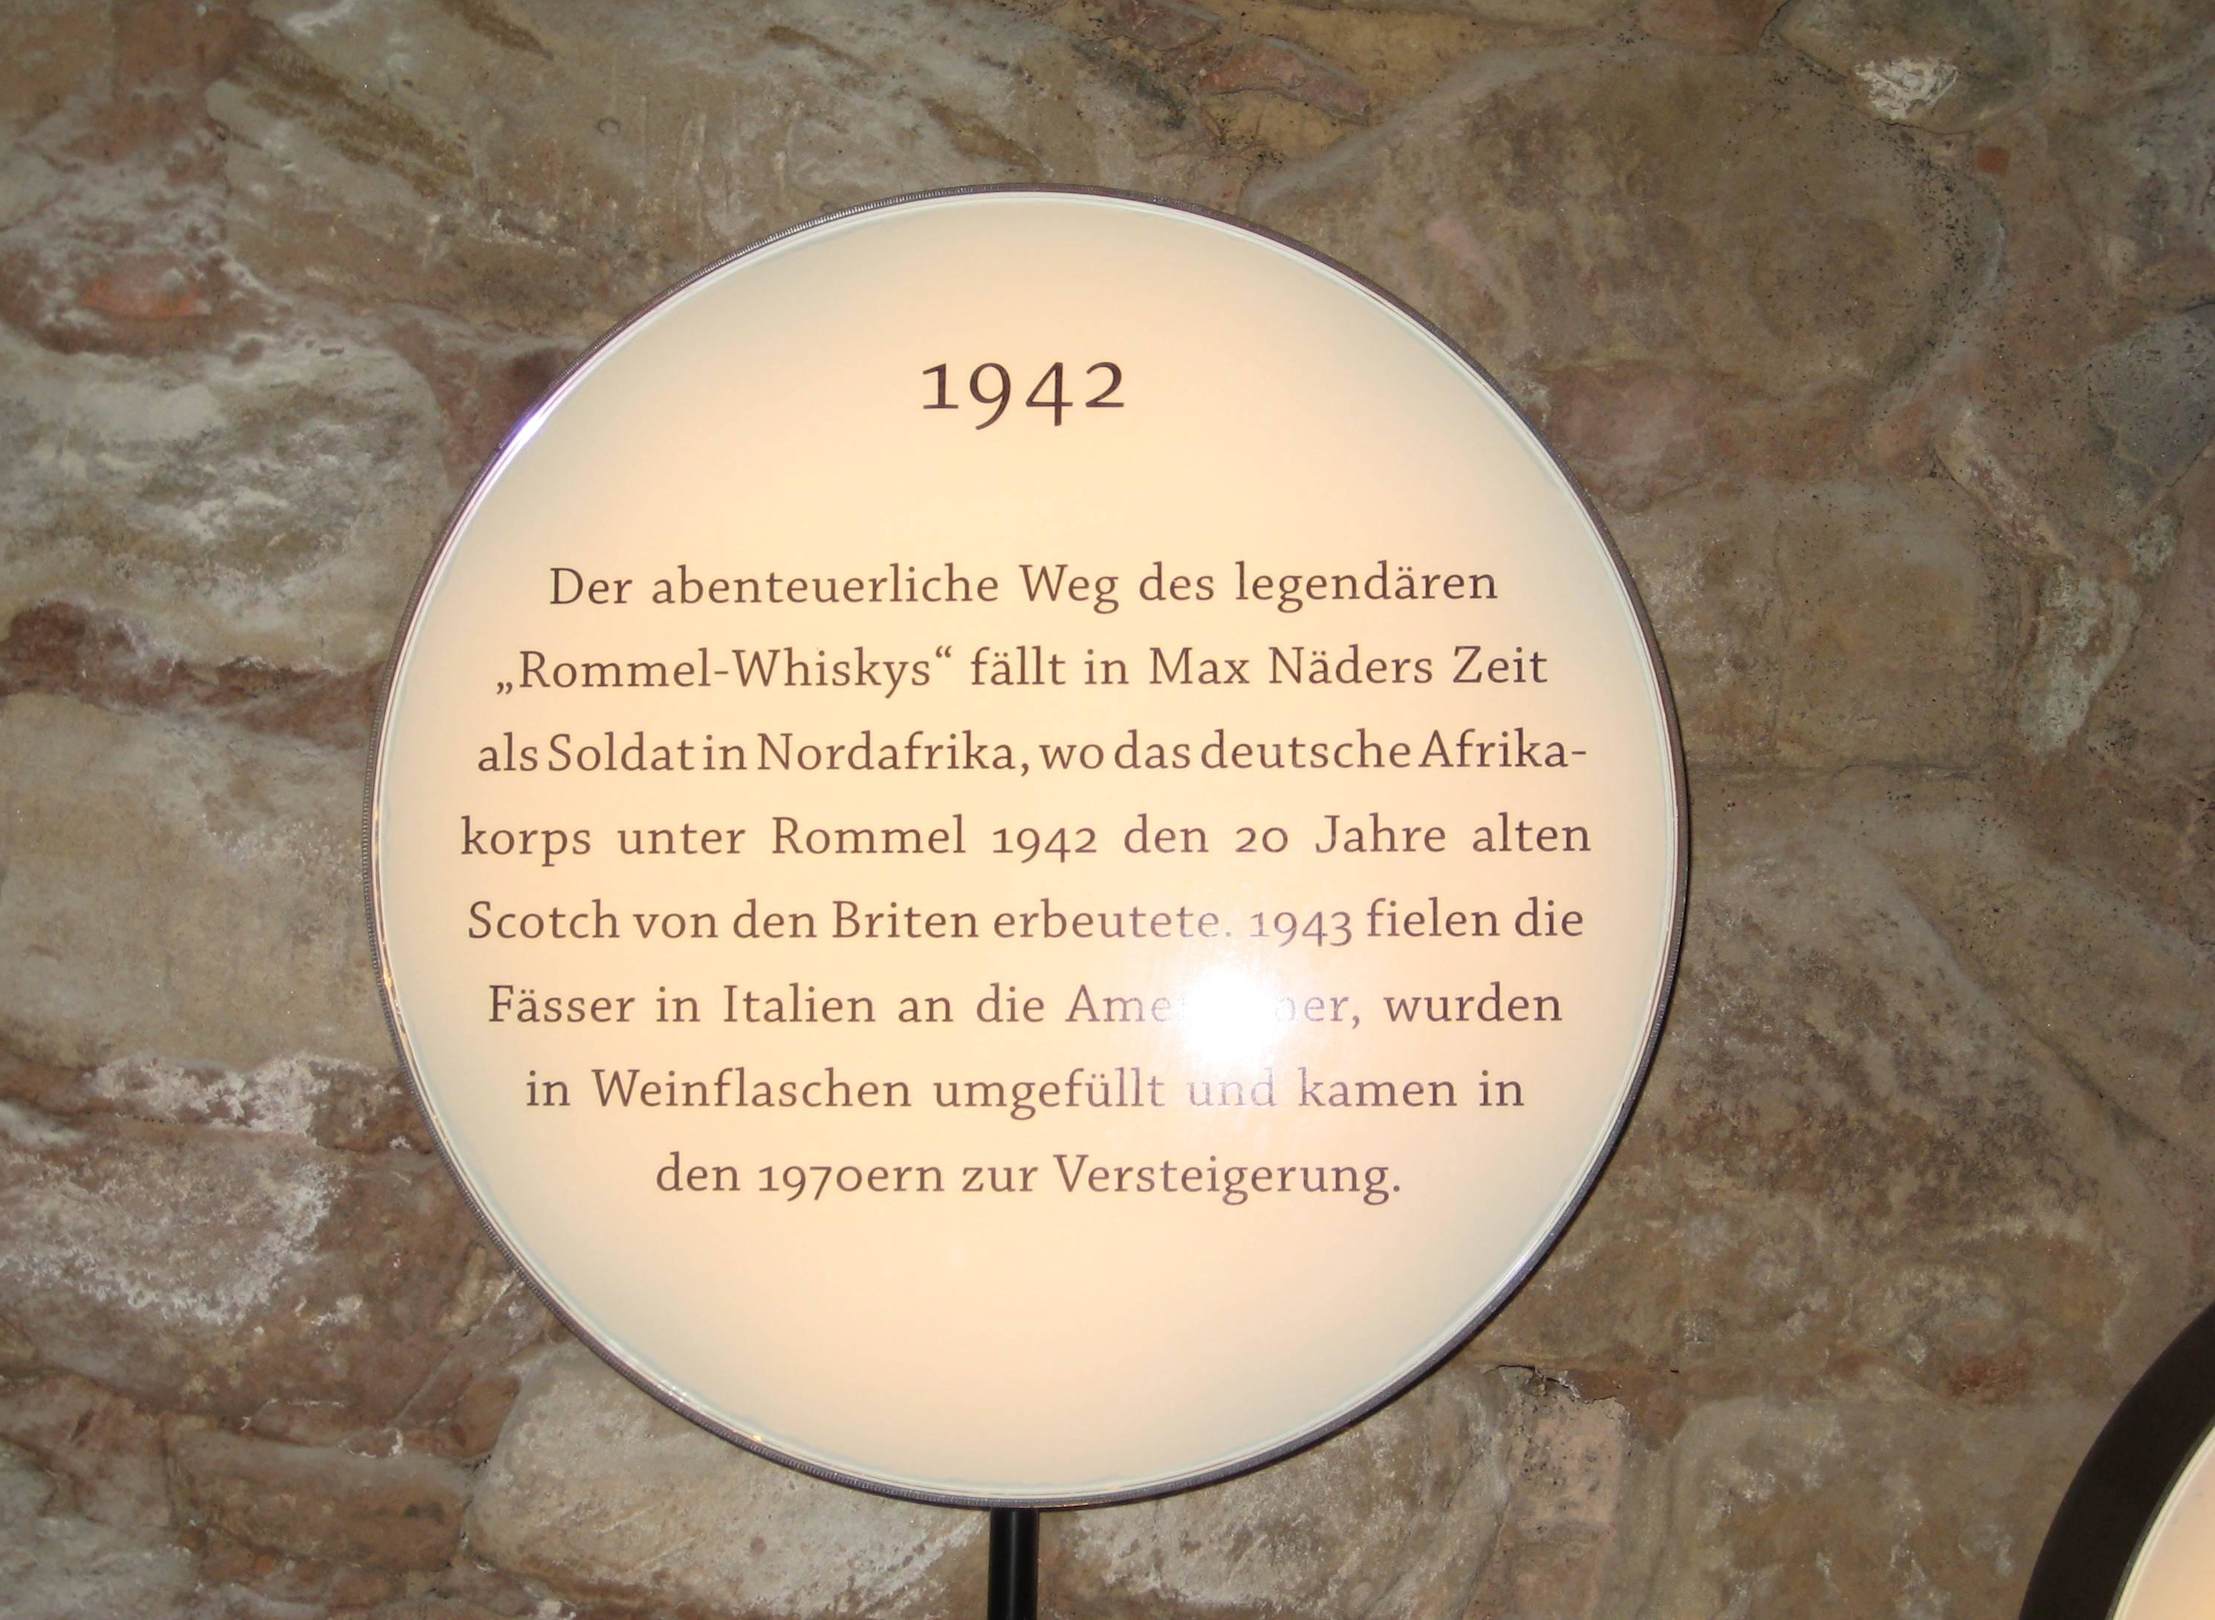 1942
Der abenteuerliche Weg des legendären
„Rommel-Whiskys“ fällt in Max Näders Zeit
als Soldat in Nordafrika, wo das deutsche Afrika-
korps unter Rommel 1942 den 20 Jahre alten
Scotch von den Briten erbeutete. 1943 fielen die
Fässer in Italien an die wurden
in Weinflaschen umgefüllt und kamen in
den 1970ern zur Versteigerung.